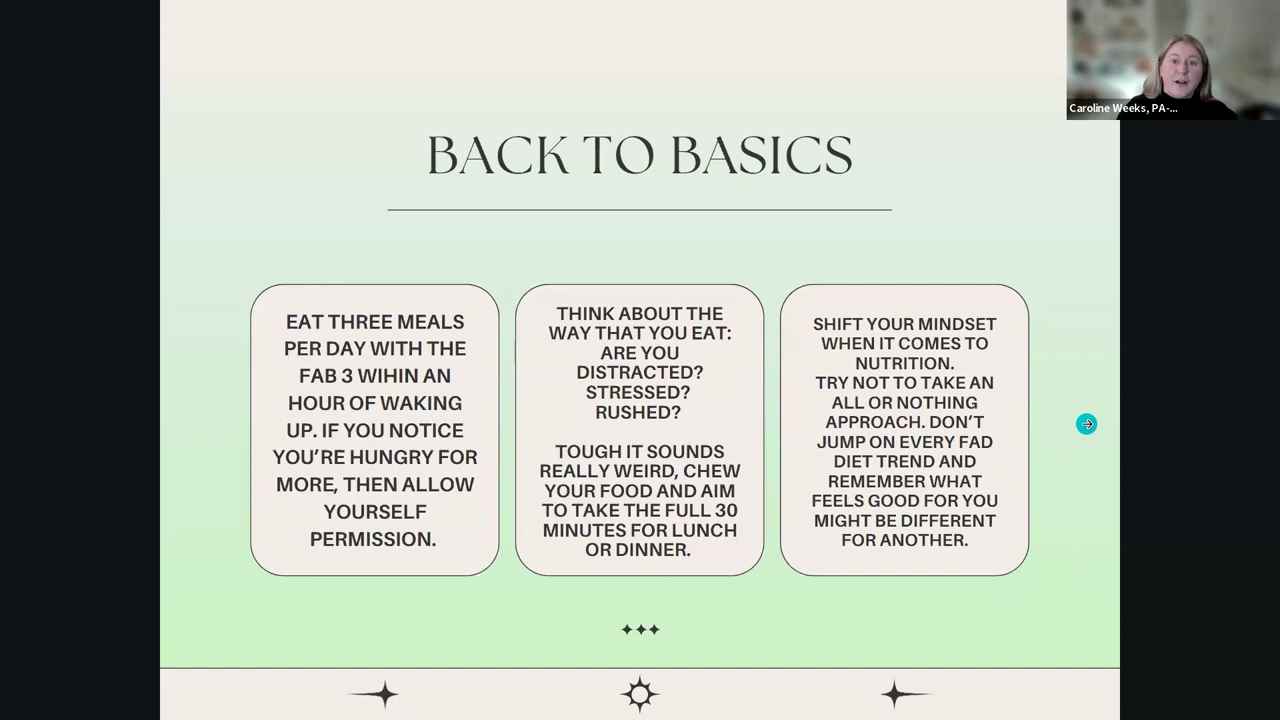 Caroline Weeks, PA-...
BACK TO BASICS
EAT THREE MEALS
PER DAY WITH THE
FAB 3 WIHIN AN
HOUR OF WAKING
UP. IF YOU NOTICE
YOU'RE HUNGRY FOR
MORE, THEN ALLOW
YOURSELF
PERMISSION.
THINK ABOUT THE
WAY THAT YOU EAT:
ARE YOU
DISTRACTED?
STRESSED?
RUSHED?
TOUGH IT SOUNDS
REALLY WEIRD, CHEW
YOUR FOOD AND AIM
TO TAKE THE FULL 30
MINUTES FOR LUNCH
OR DINNER.
SHIFT YOUR MINDSET
WHEN IT COMES TO
NUTRITION.
TRY NOT TO TAKE AN
ALL OR NOTHING
APPROACH. DON'T
JUMP ON EVERY FAD
DIET TREND AND
REMEMBER WHAT
FEELS GOOD FOR YOU
MIGHT BE DIFFERENT
FOR ANOTHER.